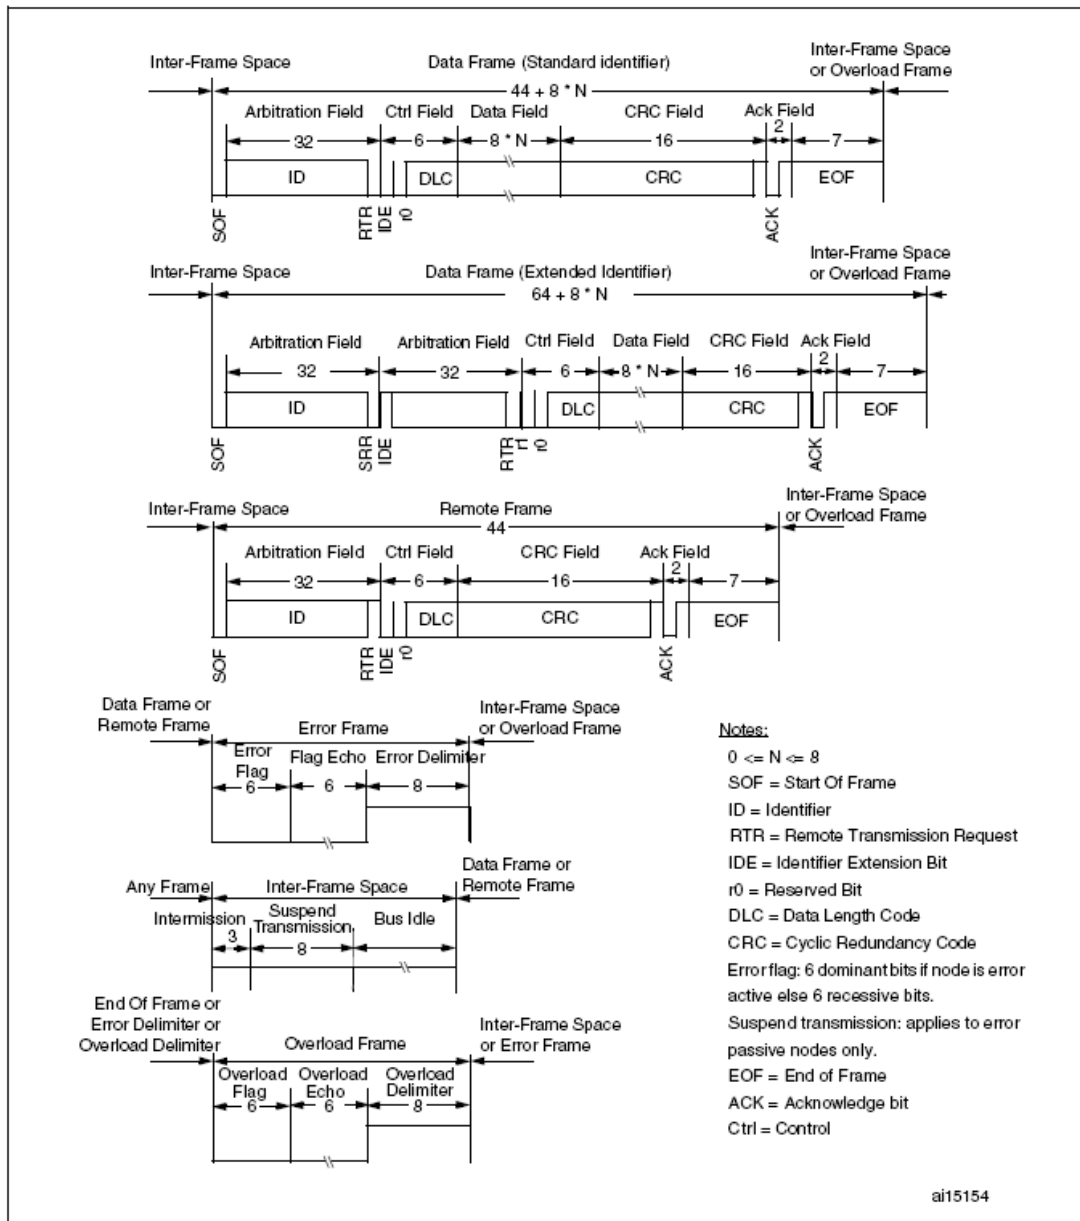 Inter-Frame Space
Data Frame (Standard identifier)
Inter-Frame Space
or Overload Frame
44 + 8 * N
Arbitration Field
Ctrl Field
Data Field
CRC Field
Ack Field
32
6
8 * N
16
2
7
ID
DLC
CRC
EOF
SOF
RTR
IDE
r0
ACK
Inter-Frame Space
Data Frame (Extended Identifier)
Inter-Frame Space
or Overload Frame
64 + 8 * N
Arbitration Field
Arbitration Field
Ctrl Field
Data Field
CRC Field
Ack Field
32
32
6
8 * N
16
2
7
ID
DLC
CRC
EOF
SOF
SRR
IDE
RTR
r1
r0
ACK
Inter-Frame Space
Remote Frame
Inter-Frame Space
or Overload Frame
44
Arbitration Field
Ctrl Field
CRC Field
Ack Field
32
6
16
2
7
ID
DLC
CRC
EOF
SOF
RTR
IDE
r0
ACK
Data Frame or
Remote Frame
Error Frame
Inter-Frame Space
or Overload Frame
Error
Flag
Flag Echo
Error Delimiter
6
6
8
Any Frame
Inter-Frame Space
Data Frame or
Remote Frame
Intermission
Suspend
Transmission
Bus Idle
3
8
End Of Frame or
Error Delimiter or
Overload Delimiter
Overload Frame
Inter-Frame Space
or Error Frame
Overload
Flag
Overload
Echo
Overload
Delimiter
6
6
8
Notes:
0 <= N <= 8
SOF = Start Of Frame
ID = Identifier
RTR = Remote Transmission Request
IDE = Identifier Extension Bit
r0 = Reserved Bit
DLC = Data Length Code
CRC = Cyclic Redundancy Code
Error flag: 6 dominant bits if node is error
active else 6 recessive bits.
Suspend transmission: applies to error
passive nodes only.
EOF = End of Frame
ACK = Acknowledge bit
Ctrl = Control
ai15154